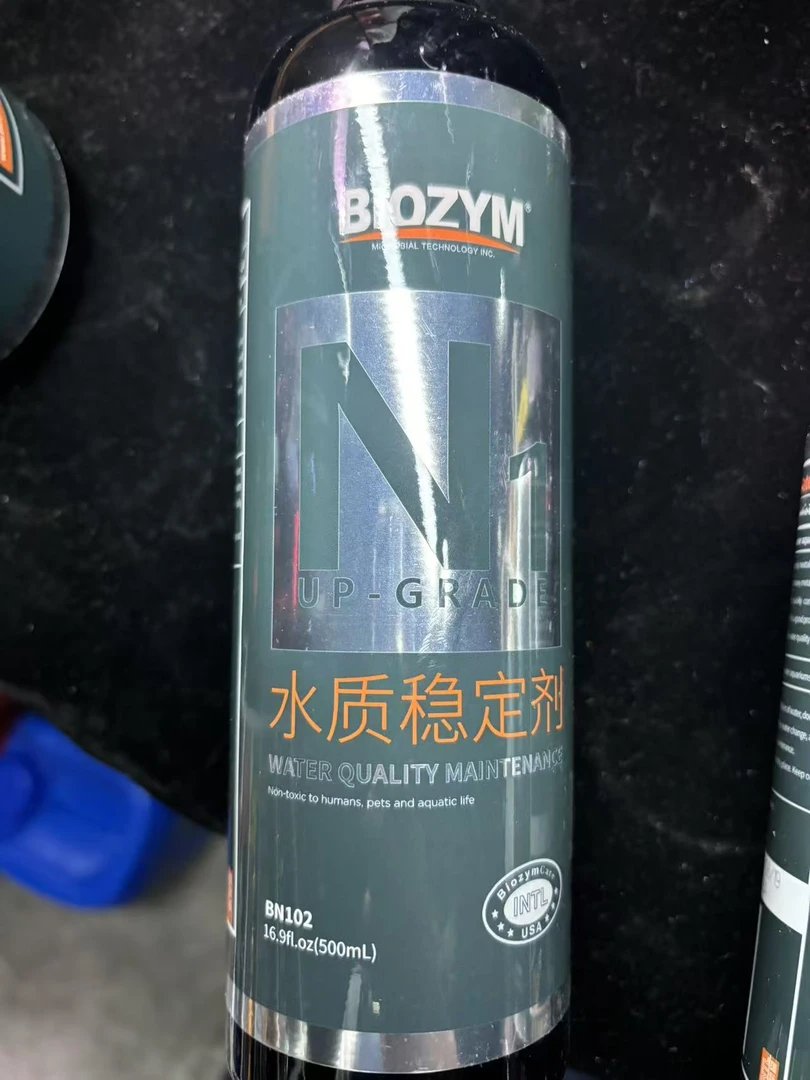 BIOZYM®
MICROBIAL TECHNOLOGY INC.
N1
UP-GRADE
水质稳定剂
WATER QUALITY MAINTENANCE
Non-toxic to humans, pets and aquatic life
BiozymCare
INTL
USA
BN102
16.9fl.oz(500mL)